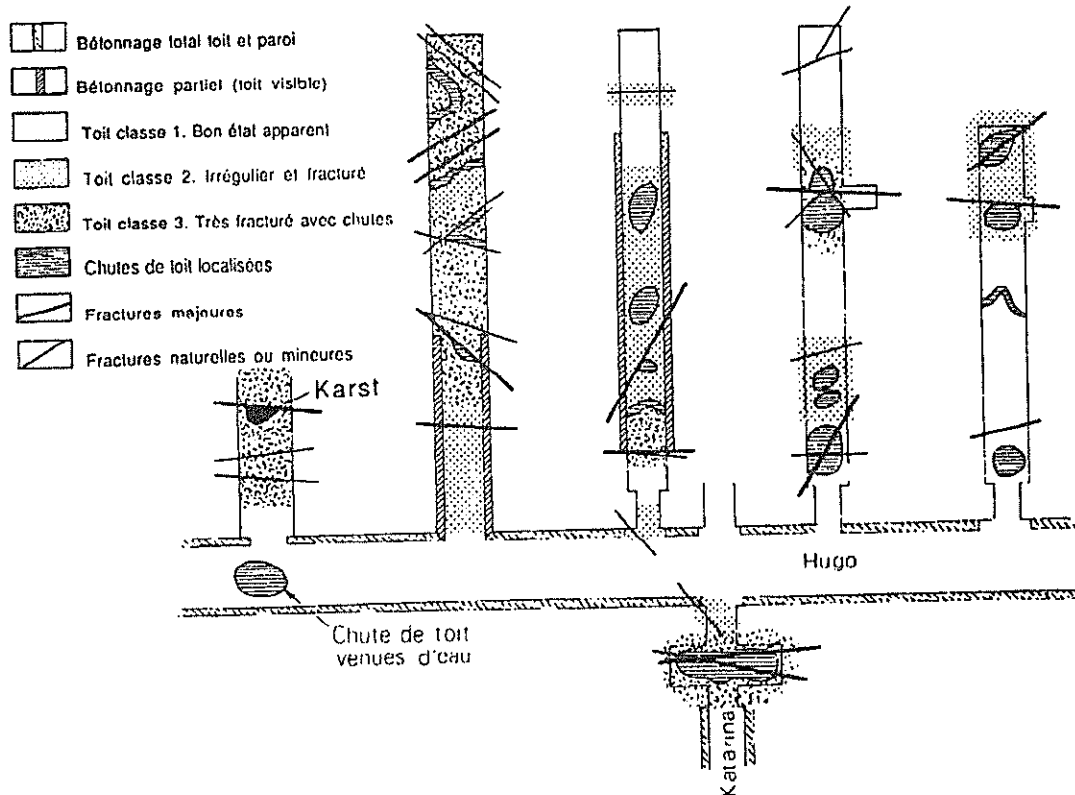 Bétonnage total toit et paroi
Bétonnage partiel (toit visible)
Toit classe 1. Bon état apparent
Toit classe 2. Irrégulier et fracturé
Toit classe 3. Très fracturé avec chutes
Chutes de toit localisées
Fractures majeures
Fractures naturelles ou mineures
Karst
Hugo
Chute de toit
venues d'eau
Katarina